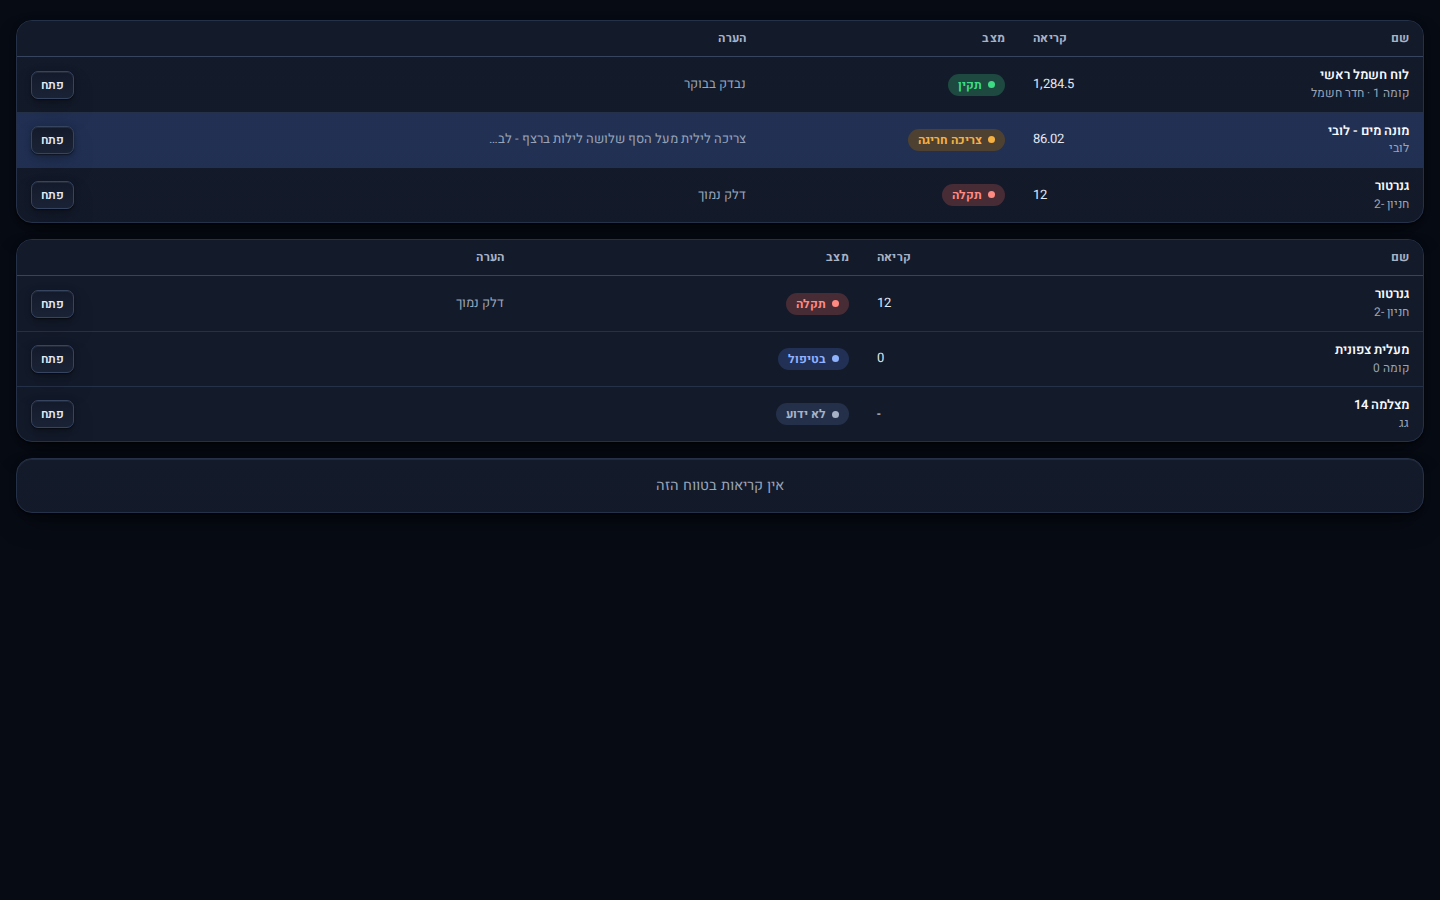 שם קריאה מצב הערה
לוח חשמל ראשי
קומה 1 · חדר חשמל
1,284.5 תקין נבדק בבוקר פתח
מונה מים - לובי
לובי
86.02 צריכה חריגה צריכה לילית מעל הסף שלושה לילות ברצף - לב... פתח
גנרטור
חניון -2
12 תקלה דלק נמוך פתח
שם קריאה מצב הערה
גנרטור
חניון -2
12 תקלה דלק נמוך פתח
מעלית צפונית
קומה 0
0 בטיפול פתח
מצלמה 14
גג
- לא ידוע פתח
אין קריאות בטווח הזה